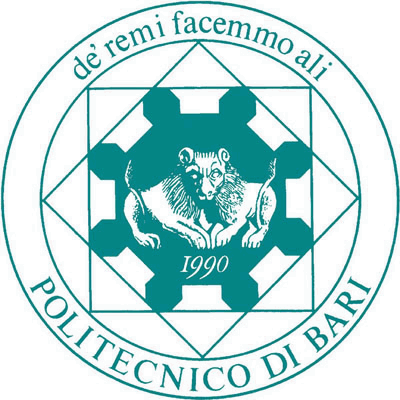 de' remi facemmo ali
1990
POLITECNICO DI BARI